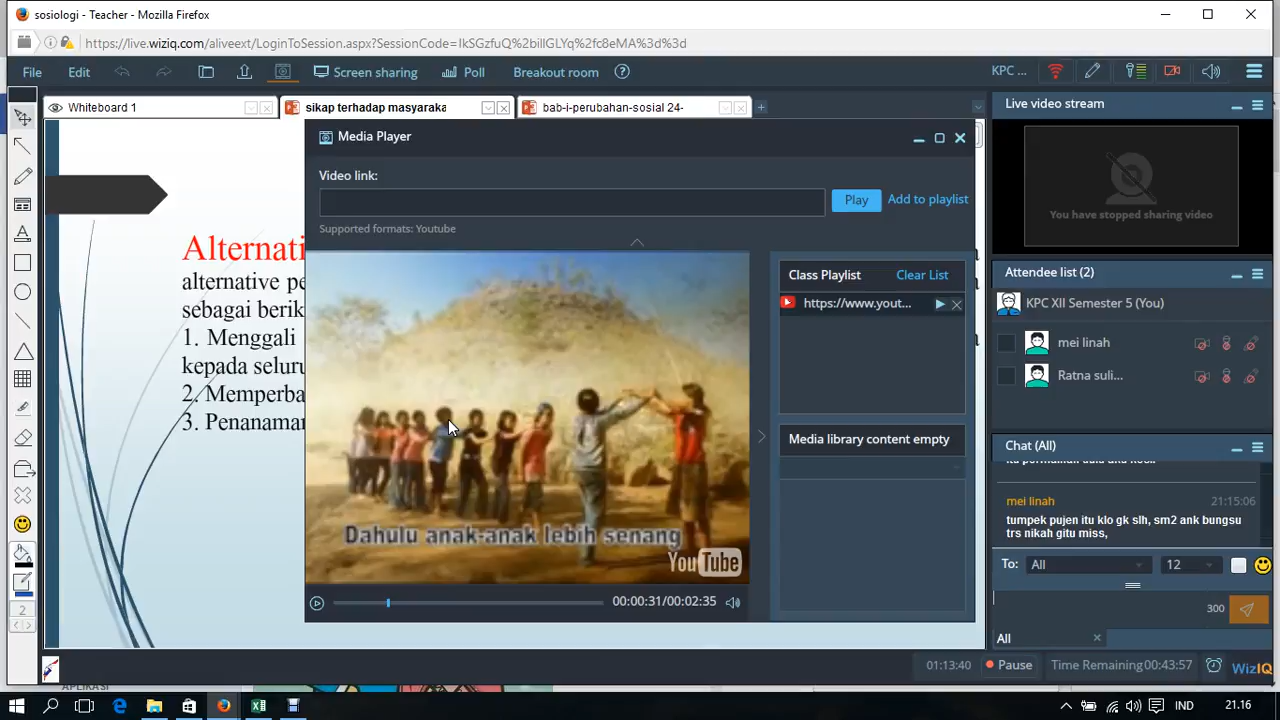 sosiologi - Teacher - Mozilla Firefox
https://live.wiziq.com/aliveext/LoginToSession.aspx?SessionCode=IkSGzfuQ%2biIGLYq%2fc8eMA%3d%3d
File Edit Screen sharing Poll Breakout room KPC ...
Whiteboard 1 sikap terhadap masyaraka bab-i-perubahan-sosial 24-
Live video stream
You have stopped sharing video
Media Player
Video link:
Play Add to playlist
Supported formats: Youtube
Class Playlist Clear List
https://www.yout...
Media library content empty
Dahulu anak-anak lebih senang
YouTube
00:00:31/00:02:35
Alternati
alternative pe
sebagai berik
1. Menggali
kepada seluru
2. Memperba
3. Penanaman
Attendee list (2)
KPC XII Semester 5 (You)
mei linah
Ratna suli...
Chat (All)
mei linah 21:15:06
tumpek pujen itu klo gk slh, sm2 ank bungsu
trs nikah gitu miss,
To: All 12
300
All
2
01:13:40 Pause Time Remaining 00:43:57 WizIQ
APLIKASI
IND 21.16